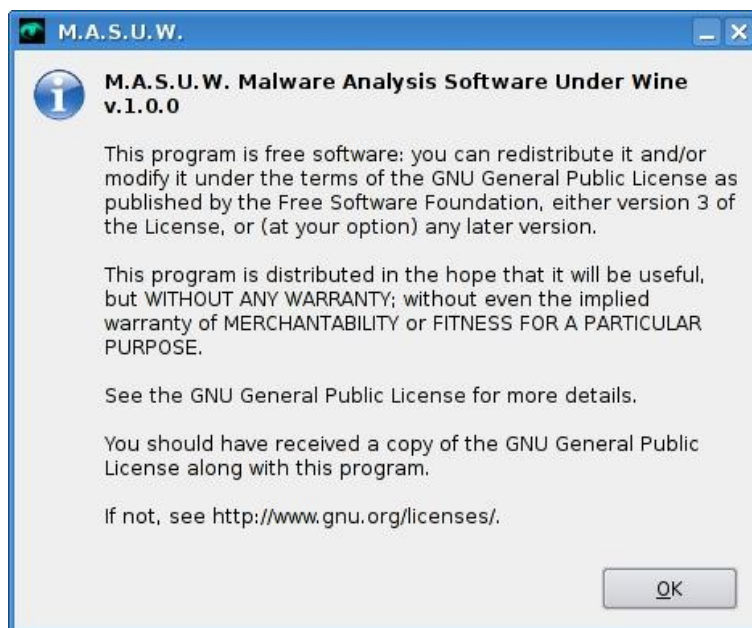 M.A.S.U.W.
M.A.S.U.W. Malware Analysis Software Under Wine
v.1.0.0
This program is free software: you can redistribute it and/or
modify it under the terms of the GNU General Public License as
published by the Free Software Foundation, either version 3 of
the License, or (at your option) any later version.
This program is distributed in the hope that it will be useful,
but WITHOUT ANY WARRANTY; without even the implied
warranty of MERCHANTABILITY or FITNESS FOR A PARTICULAR
PURPOSE.
See the GNU General Public License for more details.
You should have received a copy of the GNU General Public
License along with this program.
If not, see http://www.gnu.org/licenses/.
OK